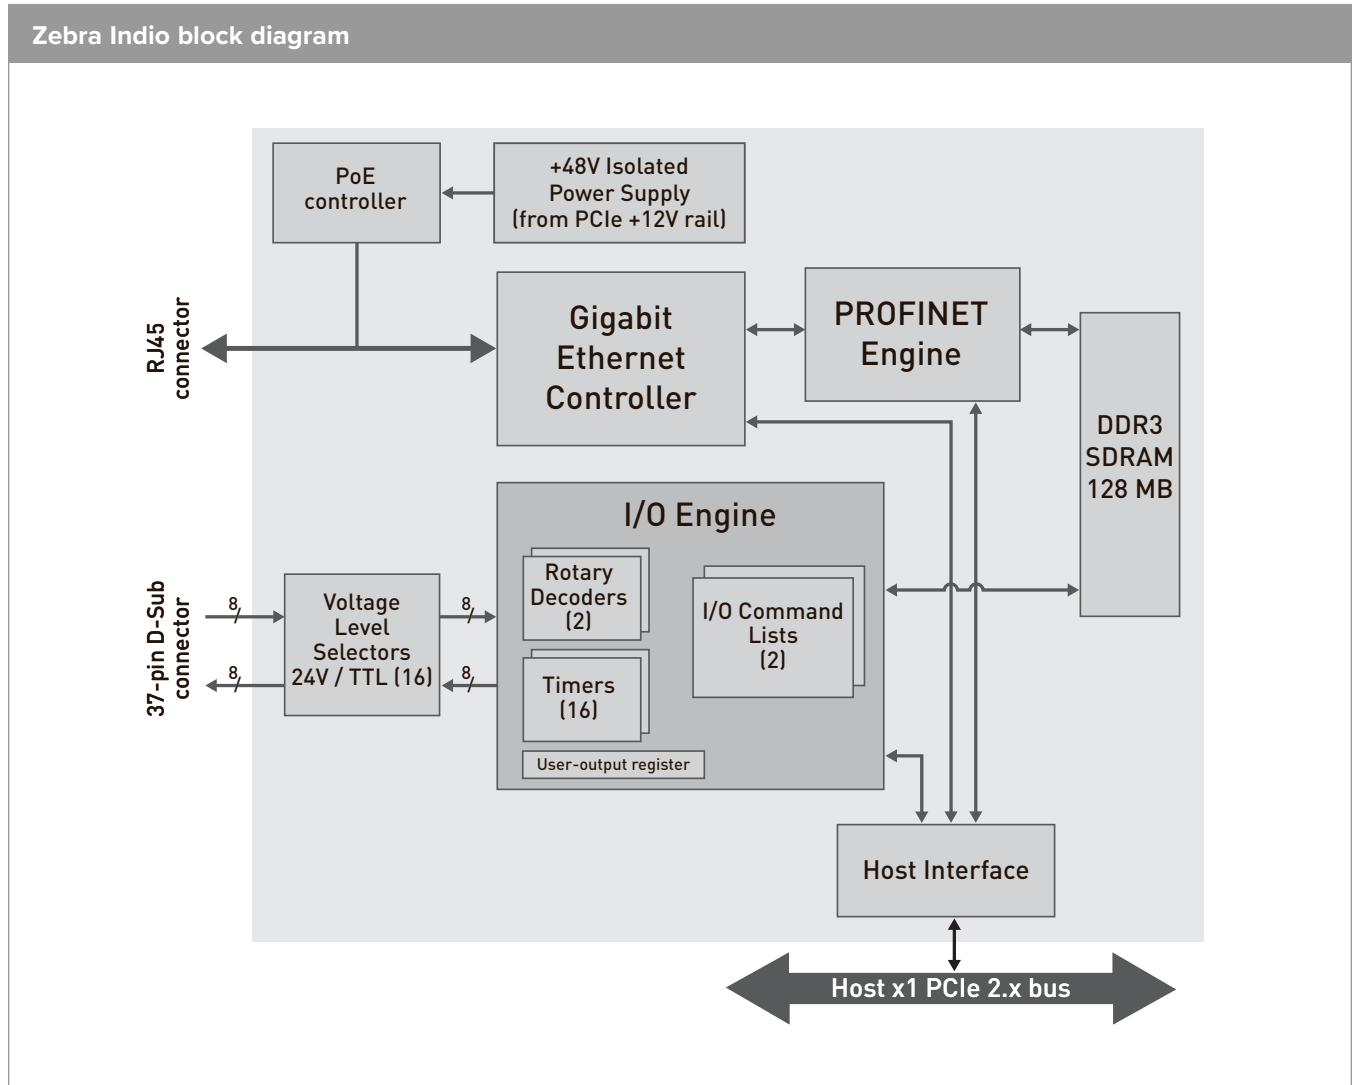 Zebra Indio block diagram
PoE
controller
+48V Isolated
Power Supply
(from PCIe +12V rail)
RJ45
connector
Gigabit
Ethernet
Controller
PROFINET
Engine
DDR3
SDRAM
128 MB
I/O Engine
Rotary
Decoders
(2)
I/O Command
Lists
(2)
Timers
(16)
User-output register
37-pin D-Sub
connector
8/
8/
Voltage
Level
Selectors
24V / TTL (16)
8/
8/
Host Interface
Host x1 PCIe 2.x bus